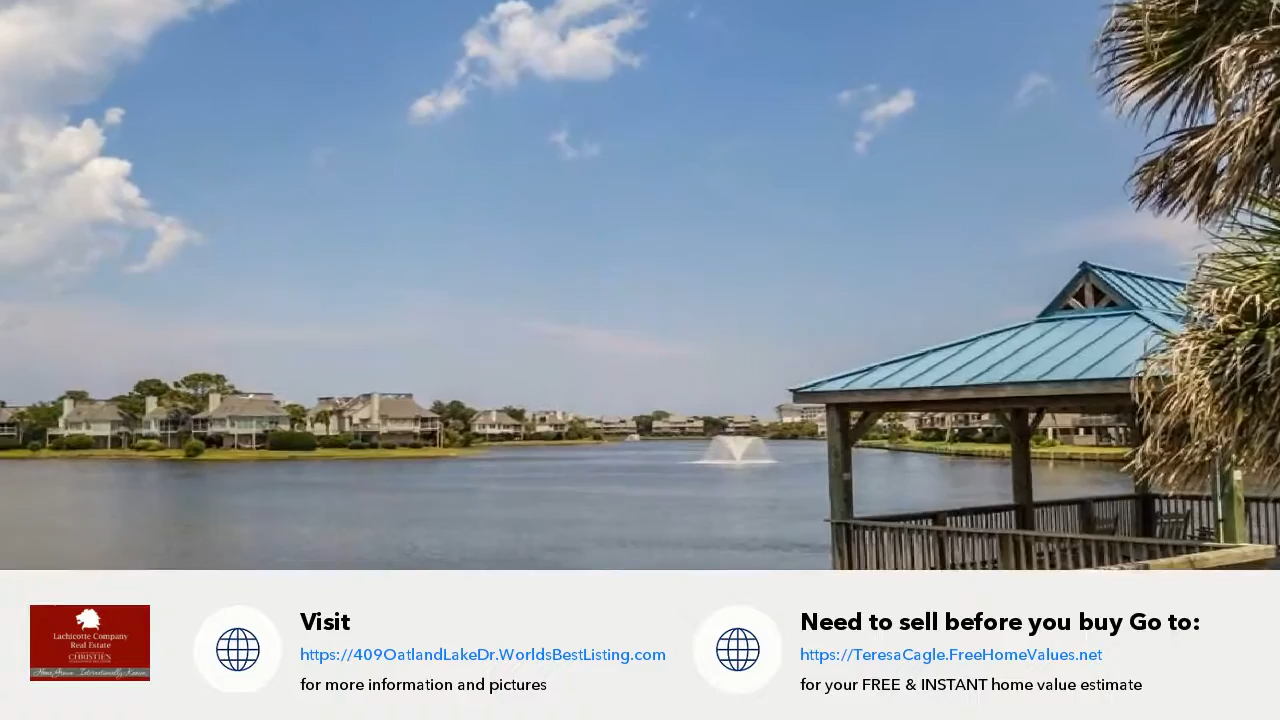 Lachicotte Company
Real Estate
CHRISTIE'S
Visit
https://409OatlandLakeDr.WorldsBestListing.com
for more information and pictures
Need to sell before you buy Go to:
https://TeresaCagle.FreeHomeValues.net
for your FREE & INSTANT home value estimate